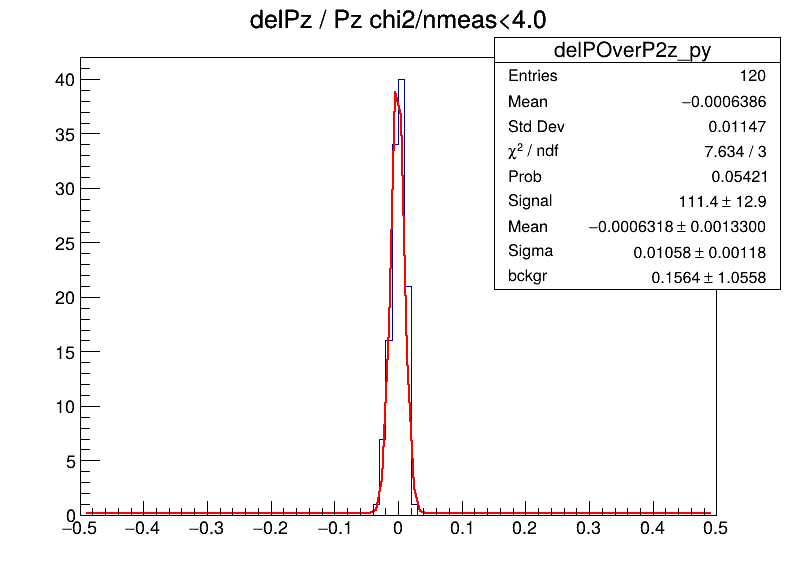 delPz / Pz chi2/nmeas<4.0
delPOverP2z_py
Entries 120
Mean −0.0006386
Std Dev 0.01147
χ² / ndf 7.634 / 3
Prob 0.05421
Signal 111.4 ± 12.9
Mean −0.0006318 ± 0.0013300
Sigma 0.01058 ± 0.00118
bckgr 0.1564 ± 1.0558
40
35
30
25
20
15
10
5
0
−0.5 −0.4 −0.3 −0.2 −0.1 0 0.1 0.2 0.3 0.4 0.5